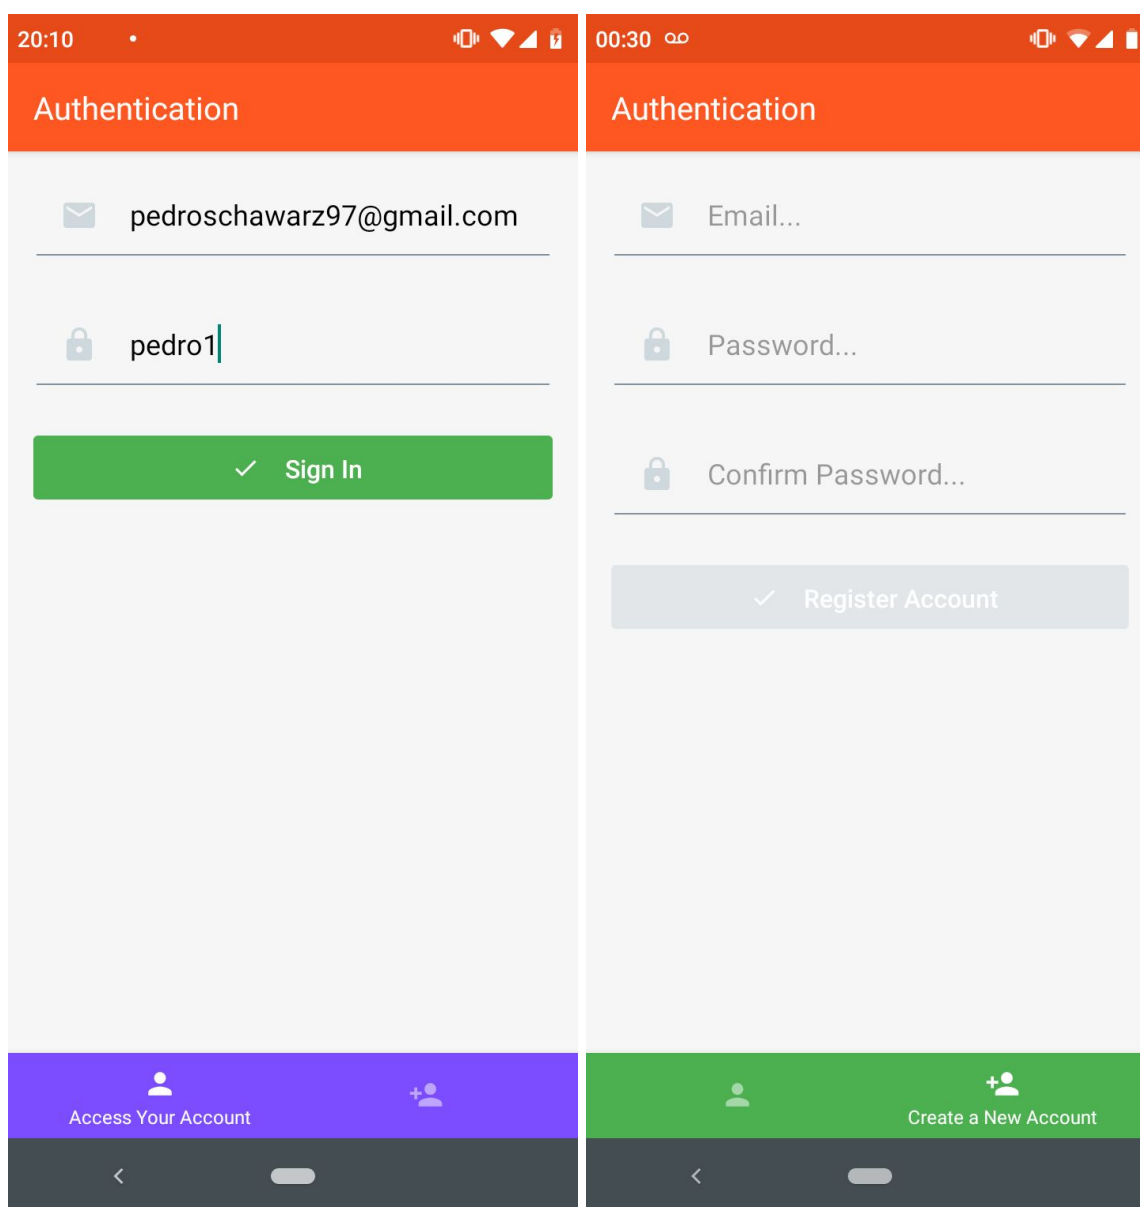 20:10
Authentication
pedroschawarz97@gmail.com
pedro1
Sign In
Access Your Account
00:30
Authentication
Email...
Password...
Confirm Password...
Register Account
Create a New Account